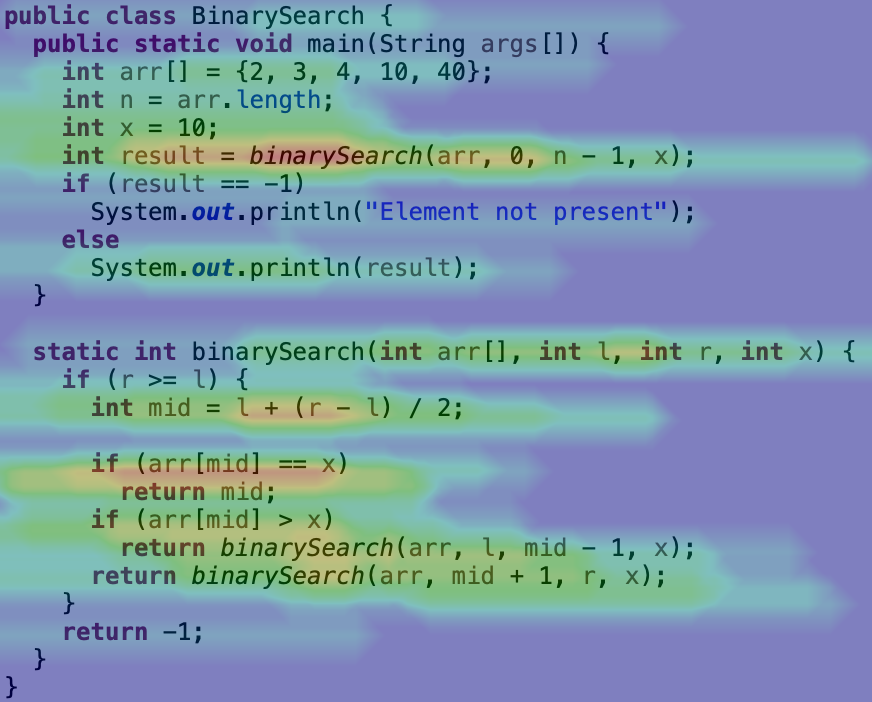 public class BinarySearch {
  public static void main(String args[]) {
    int arr[] = {2, 3, 4, 10, 40};
    int n = arr.length;
    int x = 10;
    int result = binarySearch(arr, 0, n - 1, x);
    if (result == -1)
      System.out.println("Element not present");
    else
      System.out.println(result);
  }

  static int binarySearch(int arr[], int l, int r, int x) {
    if (r >= l) {
      int mid = l + (r - l) / 2;

      if (arr[mid] == x)
        return mid;
      if (arr[mid] > x)
        return binarySearch(arr, l, mid - 1, x);
      return binarySearch(arr, mid + 1, r, x);
    }
    return -1;
  }
}